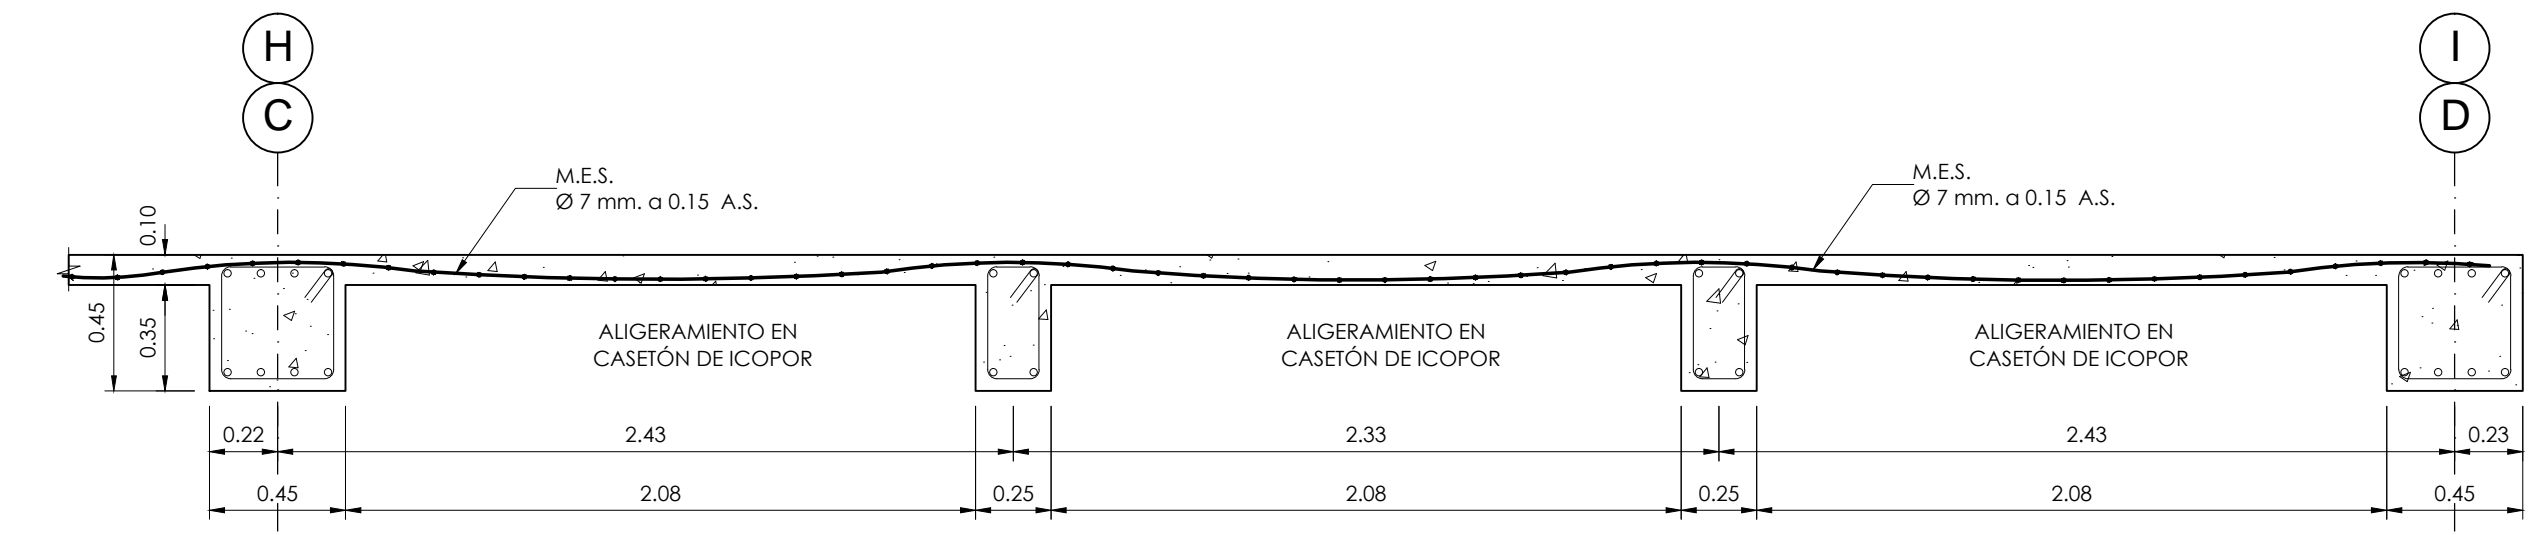 H
I
C
D
M.E.S.
Ø 7 mm. a 0.15 A.S.
M.E.S.
Ø 7 mm. a 0.15 A.S.
0.10
0.45
0.35
ALIGERAMIENTO EN
CASETÓN DE ICOPOR
ALIGERAMIENTO EN
CASETÓN DE ICOPOR
ALIGERAMIENTO EN
CASETÓN DE ICOPOR
0.22 2.43 2.33 2.43 0.23
0.45 2.08 0.25 2.08 0.25 2.08 0.45